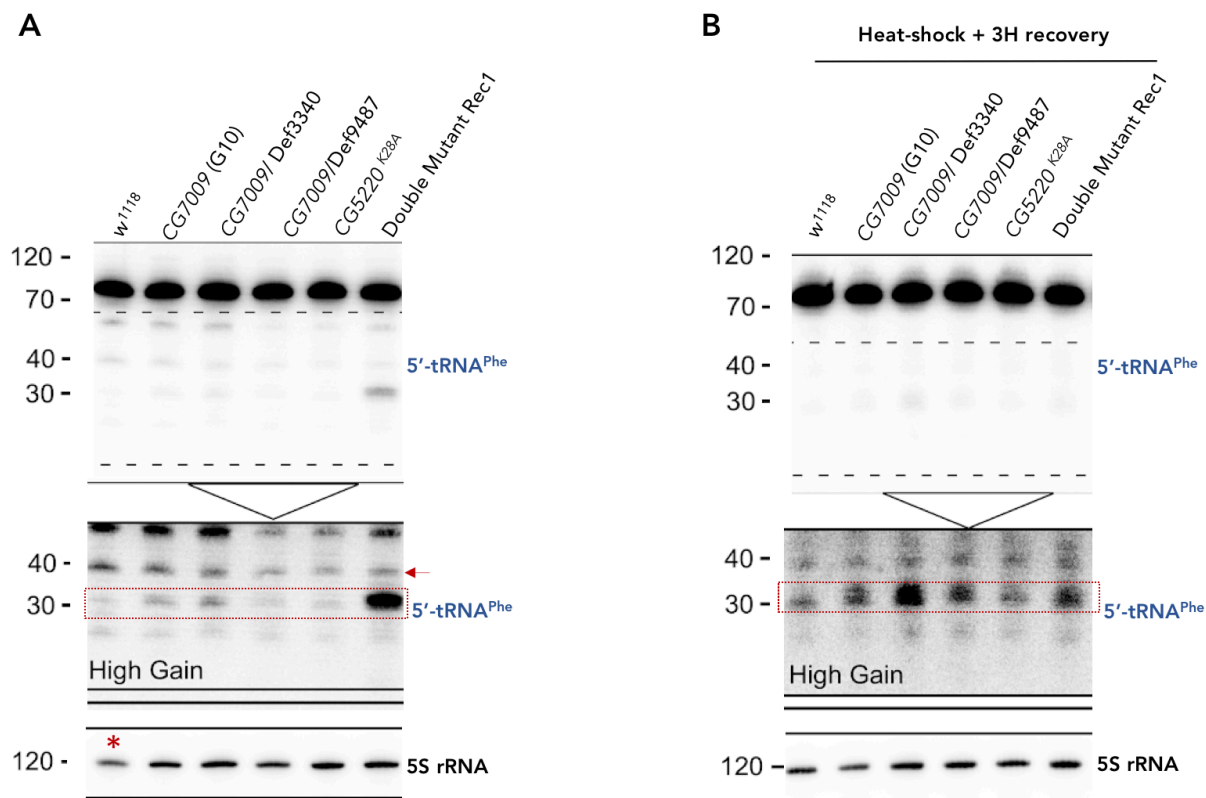 A
w1118
CG7009 (G10)
CG7009/ Def3340
CG7009/Def9487
CG5220 K28A
Double Mutant Rec1
120 -
70 -
40 -
30 -
5′-tRNAPhe
40 -
30 -
5′-tRNAPhe
High Gain
*
120 -
5S rRNA
B
Heat-shock + 3H recovery
w1118
CG7009 (G10)
CG7009/ Def3340
CG7009/Def9487
CG5220 K28A
Double Mutant Rec1
120 -
70 -
40 -
30 -
5′-tRNAPhe
40 -
30 -
5′-tRNAPhe
High Gain
120 -
5S rRNA